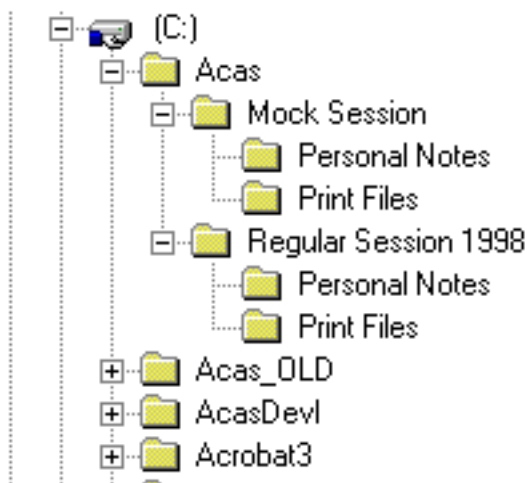 (C:)
Acas
Mock Session
Personal Notes
Print Files
Regular Session 1998
Personal Notes
Print Files
Acas_OLD
AcasDevl
Acrobat3